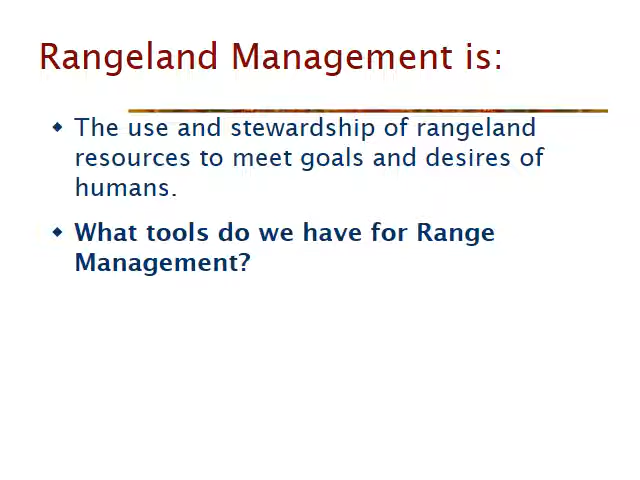 Rangeland Management is:
The use and stewardship of rangeland
resources to meet goals and desires of
humans.
What tools do we have for Range
Management?